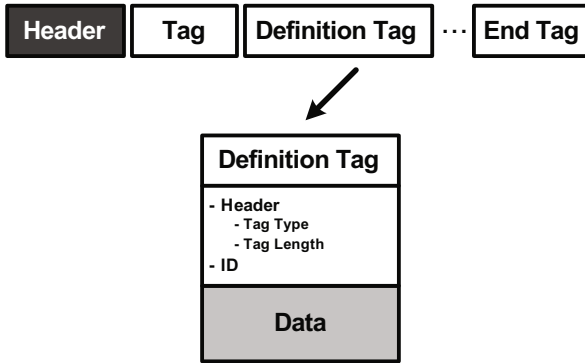 Header Tag Definition Tag ... End Tag
Definition Tag
- Header
- Tag Type
- Tag Length
- ID
Data